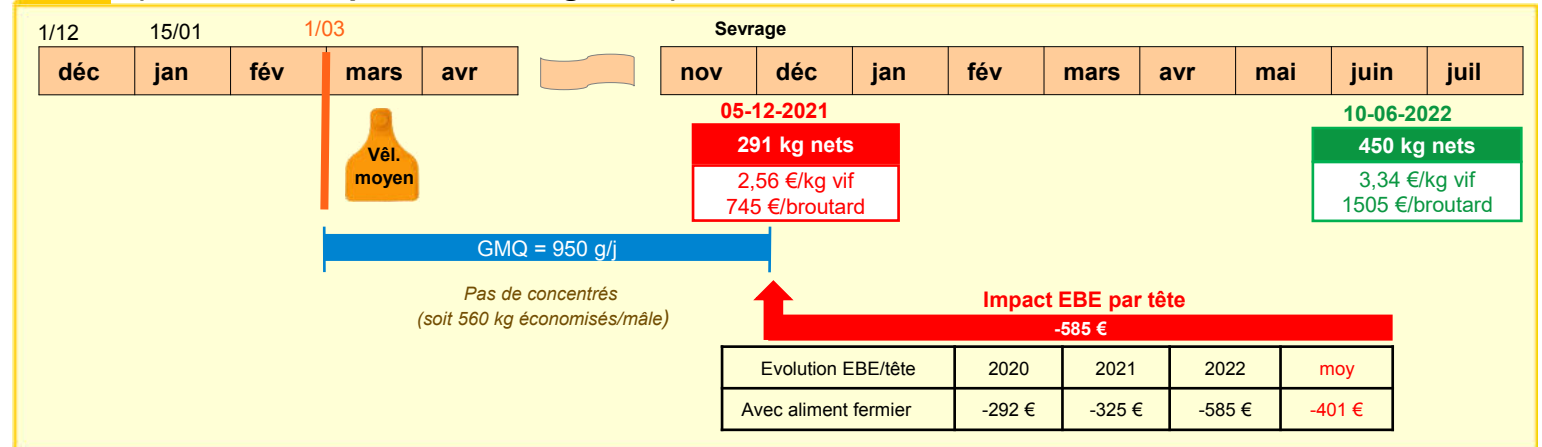 1/12 15/01 1/03 Sevrage
déc jan fév mars avr nov déc jan fév mars avr mai juin juil
05-12-2021 10-06-2022
Vêl.
moyen
291 kg nets
2,56 €/kg vif
745 €/broutard
450 kg nets
3,34 €/kg vif
1505 €/broutard
GMQ = 950 g/j
Pas de concentrés
(soit 560 kg économisés/mâle)
Impact EBE par tête
-585 €
Evolution EBE/tête 2020 2021 2022 moy
Avec aliment fermier -292 € -325 € -585 € -401 €